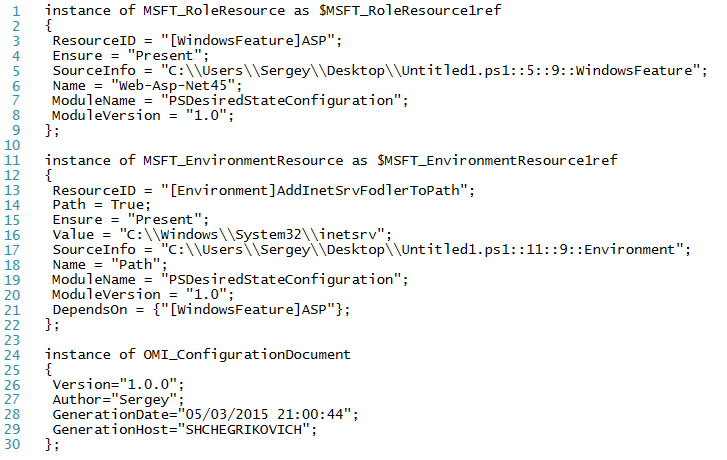 1 instance of MSFT_RoleResource as $MSFT_RoleResource1ref
2 {
3 ResourceID = "[WindowsFeature]ASP";
4 Ensure = "Present";
5 SourceInfo = "C:\\Users\\Sergey\\Desktop\\Untitled1.ps1::5::9::WindowsFeature";
6 Name = "Web-Asp-Net45";
7 ModuleName = "PSDesiredStateConfiguration";
8 ModuleVersion = "1.0";
9 };
10
11 instance of MSFT_EnvironmentResource as $MSFT_EnvironmentResource1ref
12 {
13 ResourceID = "[Environment]AddInetSrvFodlerToPath";
14 Path = True;
15 Ensure = "Present";
16 Value = "C:\\Windows\\System32\\inetsrv";
17 SourceInfo = "C:\\Users\\Sergey\\Desktop\\Untitled1.ps1::11::9::Environment";
18 Name = "Path";
19 ModuleName = "PSDesiredStateConfiguration";
20 ModuleVersion = "1.0";
21 DependsOn = {"[WindowsFeature]ASP"};
22 };
23
24 instance of OMI_ConfigurationDocument
25 {
26 Version="1.0.0";
27 Author="Sergey";
28 GenerationDate="05/03/2015 21:00:44";
29 GenerationHost="SHCHEGRIKOVICH";
30 };